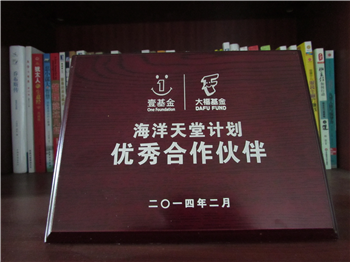 壹基金
One Foundation
大福基金
DAFU FUND
海洋天堂计划
优秀合作伙伴
二〇一四年二月